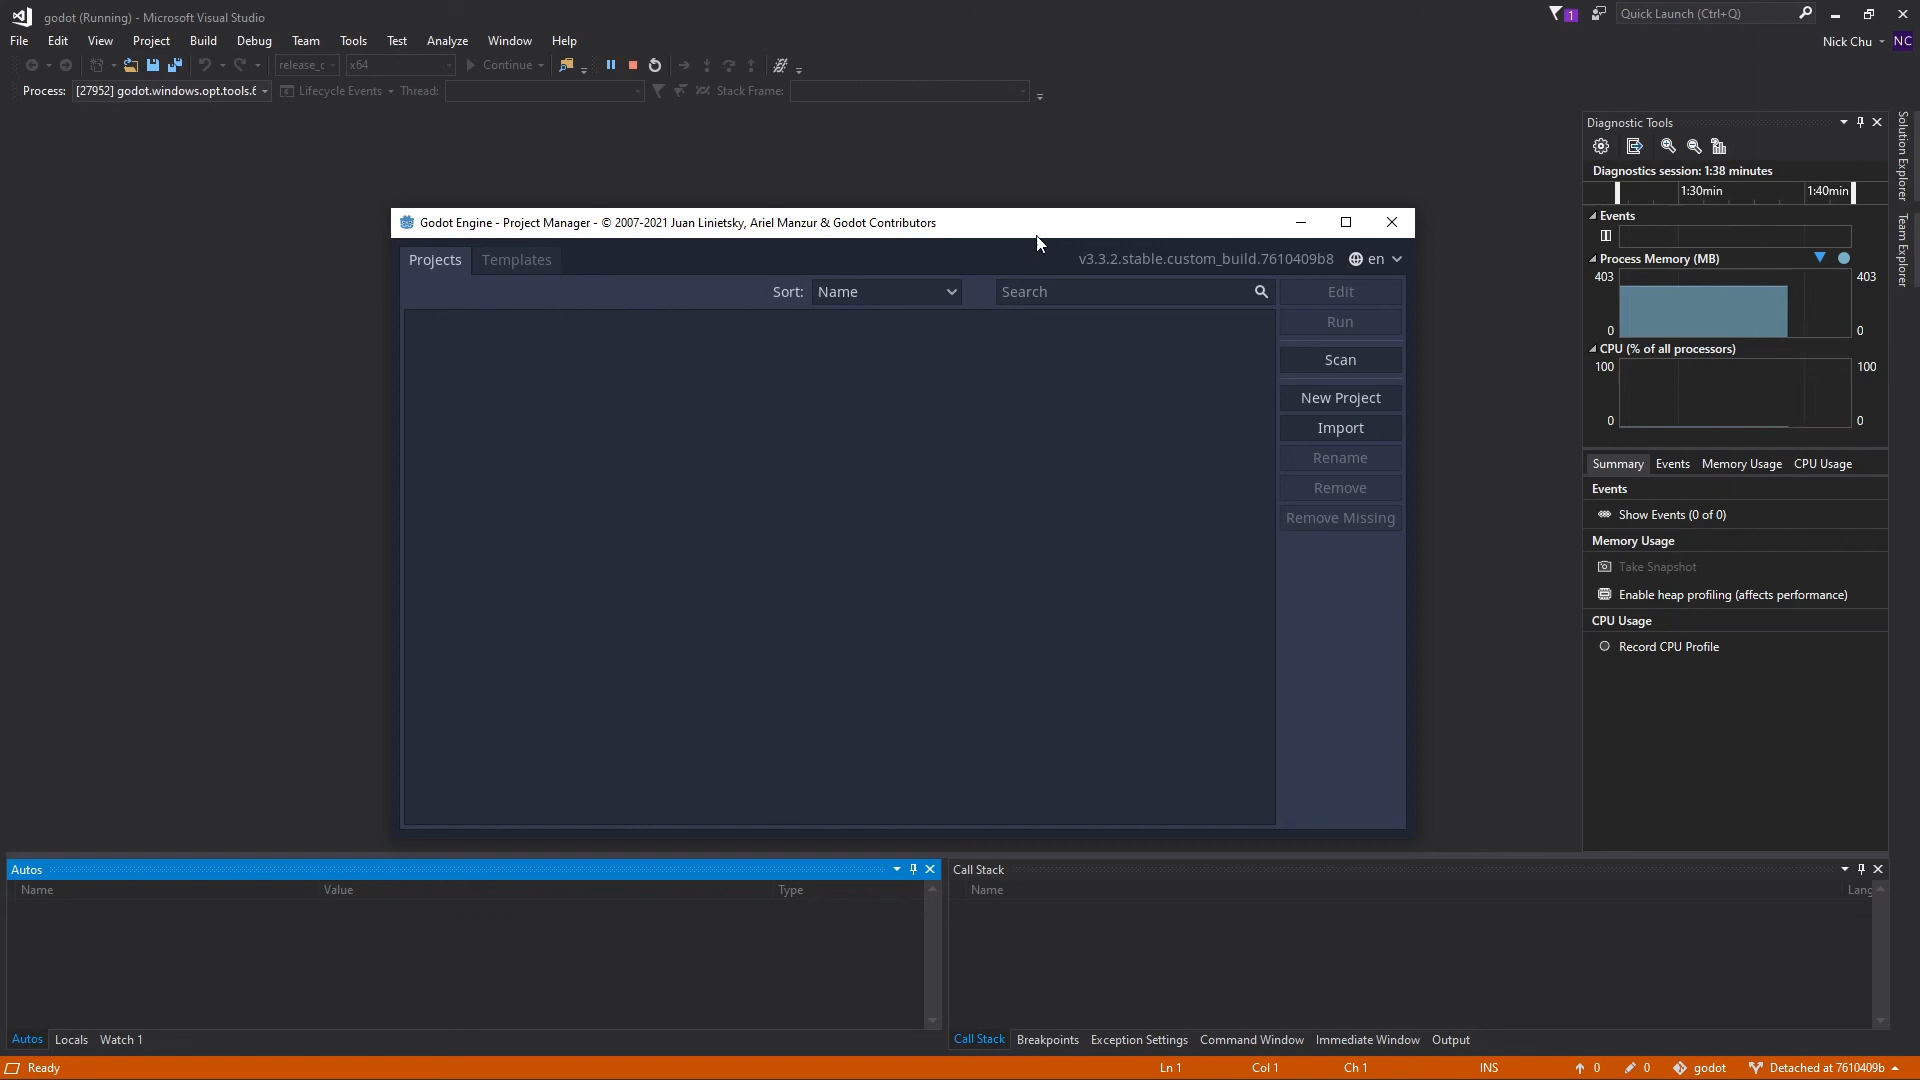 godot (Running) - Microsoft Visual Studio
1
Quick Launch (Ctrl+Q)
File Edit View Project Build Debug Team Tools Test Analyze Window Help
Nick Chu NC
release_c x64 Continue
Process: [27952] godot.windows.opt.tools.6 Lifecycle Events Thread: Stack Frame:
Diagnostic Tools
Diagnostics session: 1:38 minutes
1:30min 1:40min
Events
Process Memory (MB)
403 403
0 0
CPU (% of all processors)
100 100
0 0
Summary Events Memory Usage CPU Usage
Events
Show Events (0 of 0)
Memory Usage
Take Snapshot
Enable heap profiling (affects performance)
CPU Usage
Record CPU Profile
Solution Explorer
Team Explorer
Godot Engine - Project Manager - © 2007-2021 Juan Linietsky, Ariel Manzur & Godot Contributors
Projects Templates v3.3.2.stable.custom_build.7610409b8 en
Sort: Name Search
Edit
Run
Scan
New Project
Import
Rename
Remove
Remove Missing
Autos
Name Value Type
Autos Locals Watch 1
Call Stack
Name Lang
Call Stack Breakpoints Exception Settings Command Window Immediate Window Output
Ready Ln 1 Col 1 Ch 1 INS 0 0 godot Detached at 7610409b